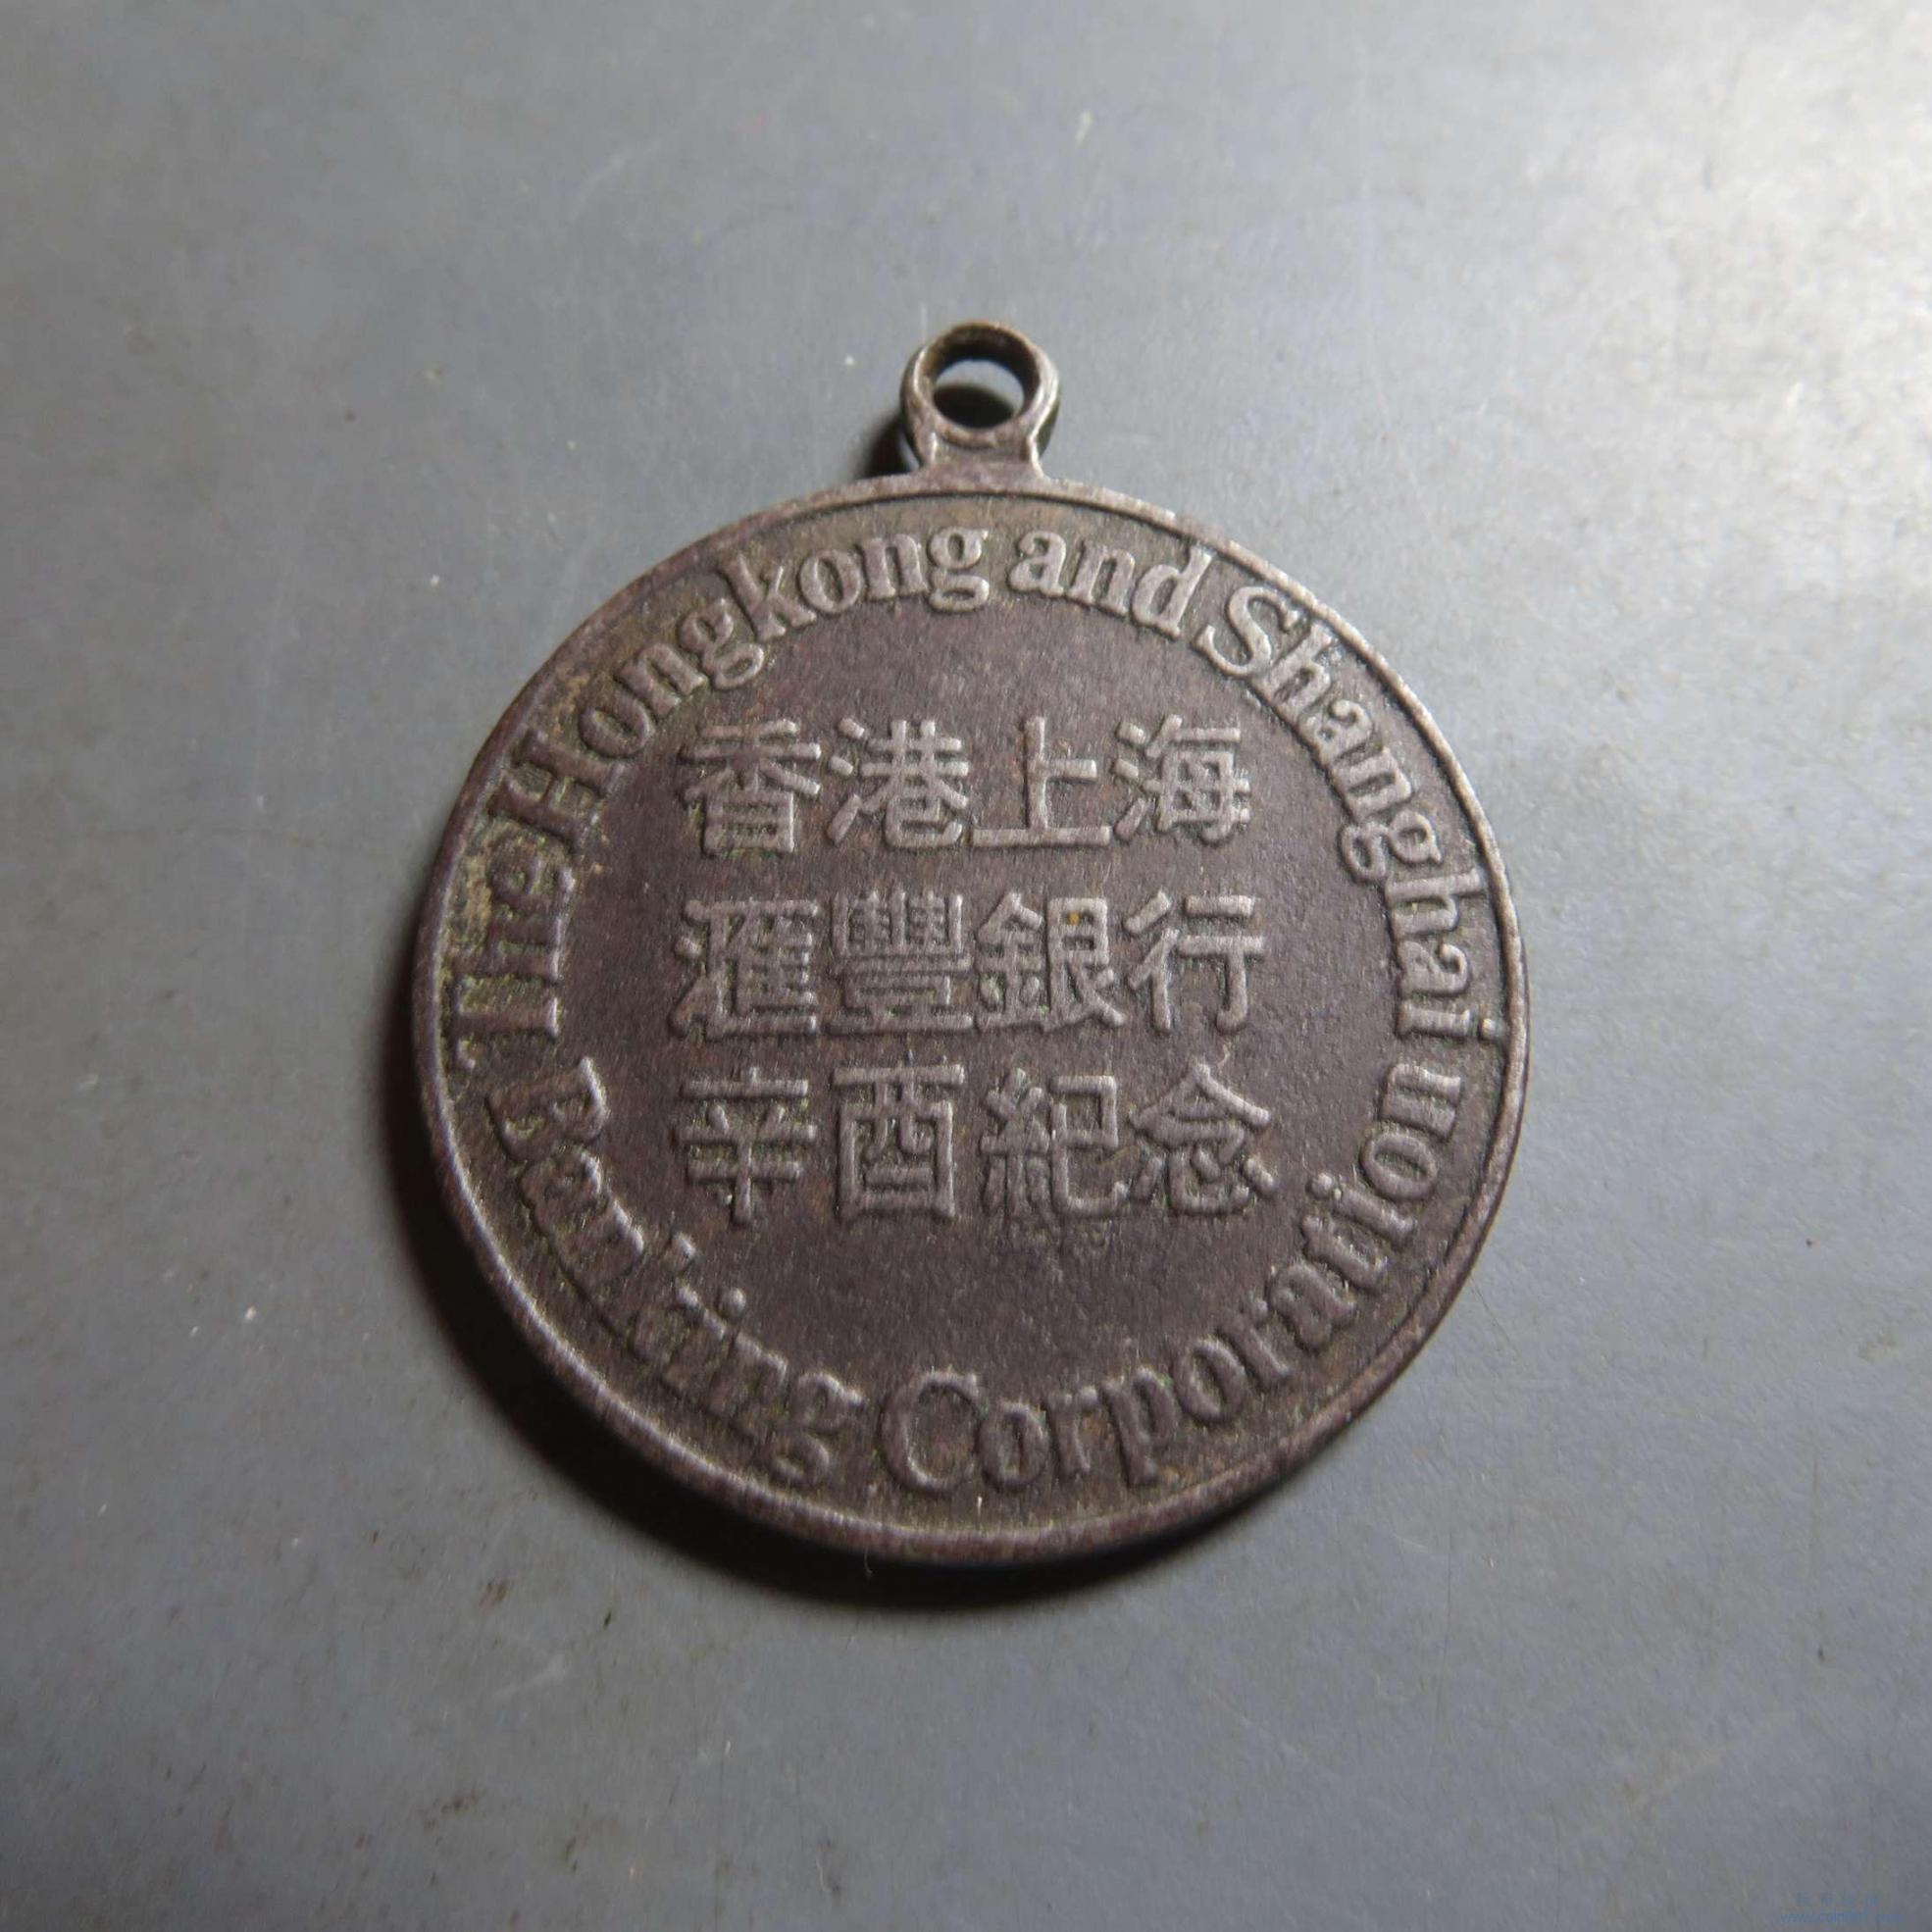 The Hongkong and Shanghai
香港上海
滙豐銀行
辛酉紀念
Banking Corporation